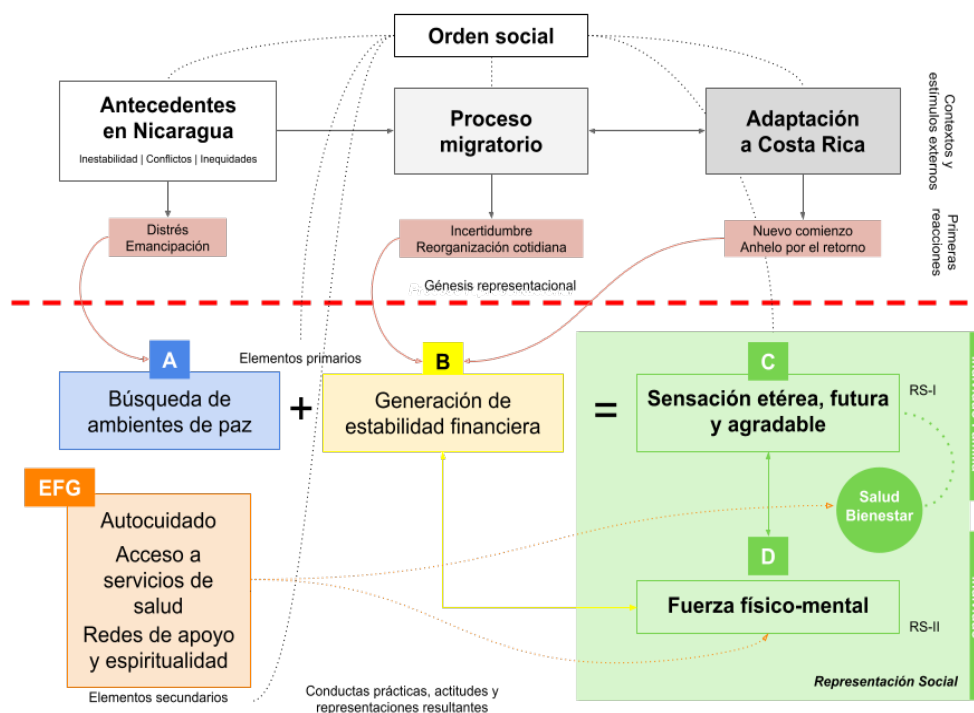 Orden social
Antecedentes
en Nicaragua
Inestabilidad | Conflictos | Inequidades
Proceso
migratorio
Adaptación
a Costa Rica
Contextos y
estímulos externos
Distrés
Emancipación
Incertidumbre
Reorganización cotidiana
Nuevo comienzo
Anhelo por el retorno
Primeras
reacciones
Génesis representacional
Elementos primarios
A
Búsqueda de
ambientes de paz
+
B
Generación de
estabilidad financiera
=
C
Sensación etérea, futura
y agradable
RS-I
Salud
Bienestar
D
Fuerza físico-mental
RS-II
Representación Social
EFG
Autocuidado
Acceso a
servicios de
salud
Redes de apoyo
y espiritualidad
Elementos secundarios
Conductas prácticas, actitudes y
representaciones resultantes